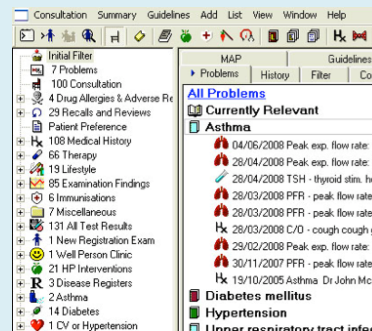 Consultation Summary Guidelines Add List View Window Help
Initial Filter
7 Problems
100 Consultation
4 Drug Allergies & Adverse Re
29 Recalls and Reviews
Patient Preference
108 Medical History
66 Therapy
19 Lifestyle
85 Examination Findings
6 Immunisations
7 Miscellaneous
131 All Test Results
1 New Registration Exam
1 Well Person Clinic
21 HP Interventions
3 Disease Registers
2 Asthma
14 Diabetes
1 CV or Hypertension
MAP Guidelines
Problems History Filter Co
All Problems
Currently Relevant
Asthma
04/06/2008 Peak exp. flow rate:
28/04/2008 Peak exp. flow rate:
28/04/2008 TSH - thyroid stim. h
28/03/2008 PFR - peak flow rate
28/03/2008 PFR - peak flow rate
28/03/2008 C/O - cough cough
29/02/2008 Peak exp. flow rate:
30/11/2007 PFR - peak flow rate
19/10/2005 Asthma Dr John Mc
Diabetes mellitus
Hypertension
Upper respiratory tract infe